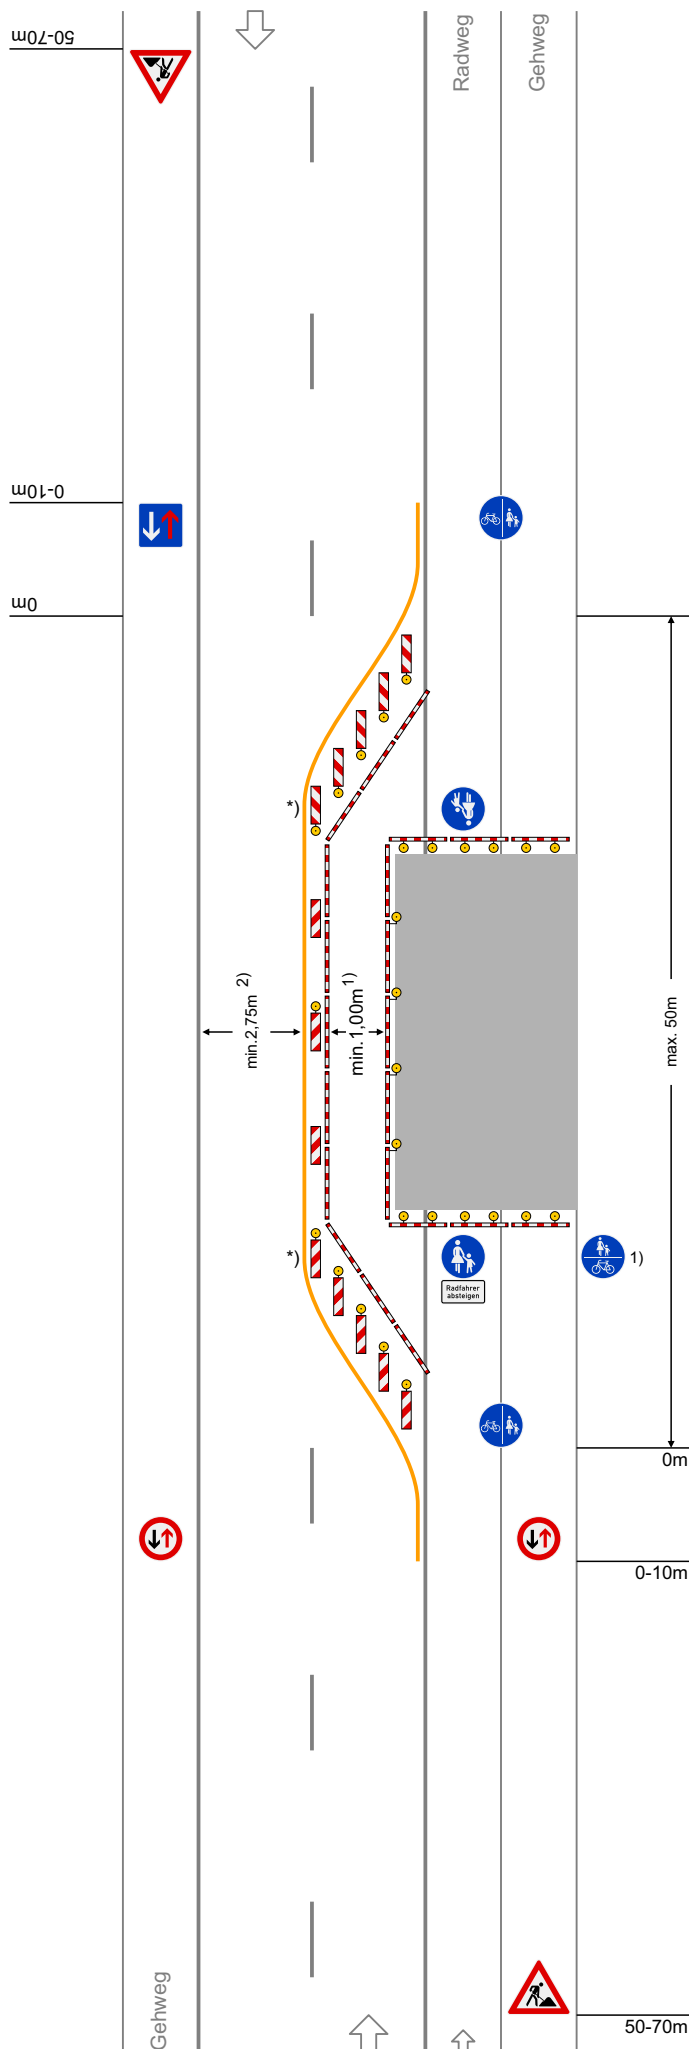 50-70m
Radweg
Gehweg
0-10m
0m
*)
min.2,75m 2)
min.1,00m 1)
max. 50m
*)
Radfahrer
absteigen
1)
0m
0-10m
Gehweg
50-70m